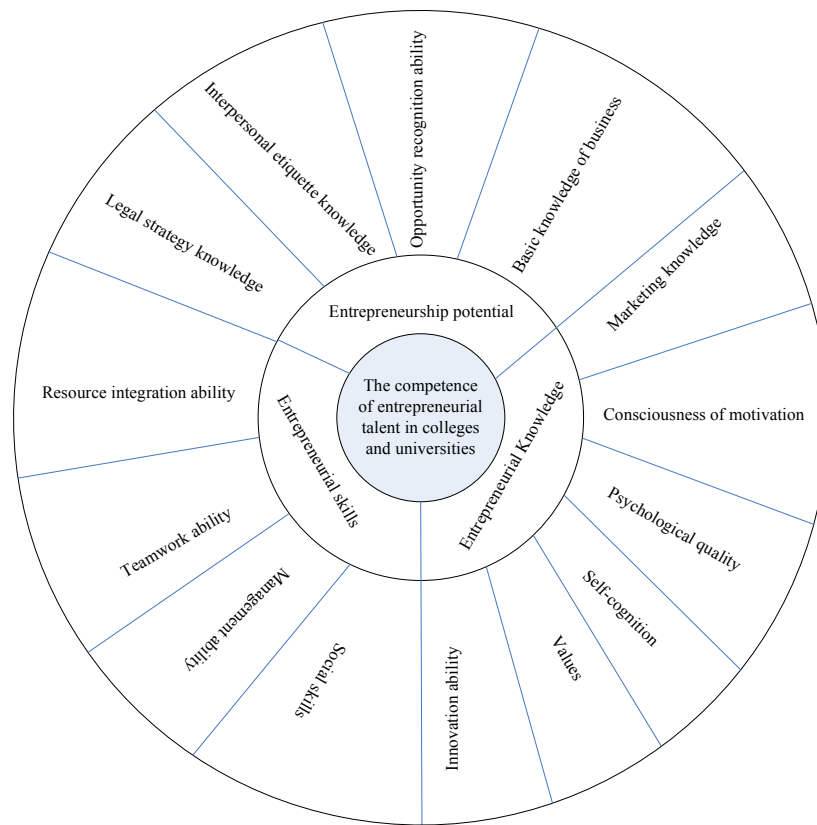 Opportunity recognition ability
Basic knowledge of business
Marketing knowledge
Consciousness of motivation
Psychological quality
Self-cognition
Values
Innovation ability
Social skills
Management ability
Teamwork ability
Resource integration ability
Legal strategy knowledge
Interpersonal etiquette knowledge
Entrepreneurship potential
Entrepreneurial Knowledge
Entrepreneurial skills
The competence
of entrepreneurial
talent in colleges
and universities